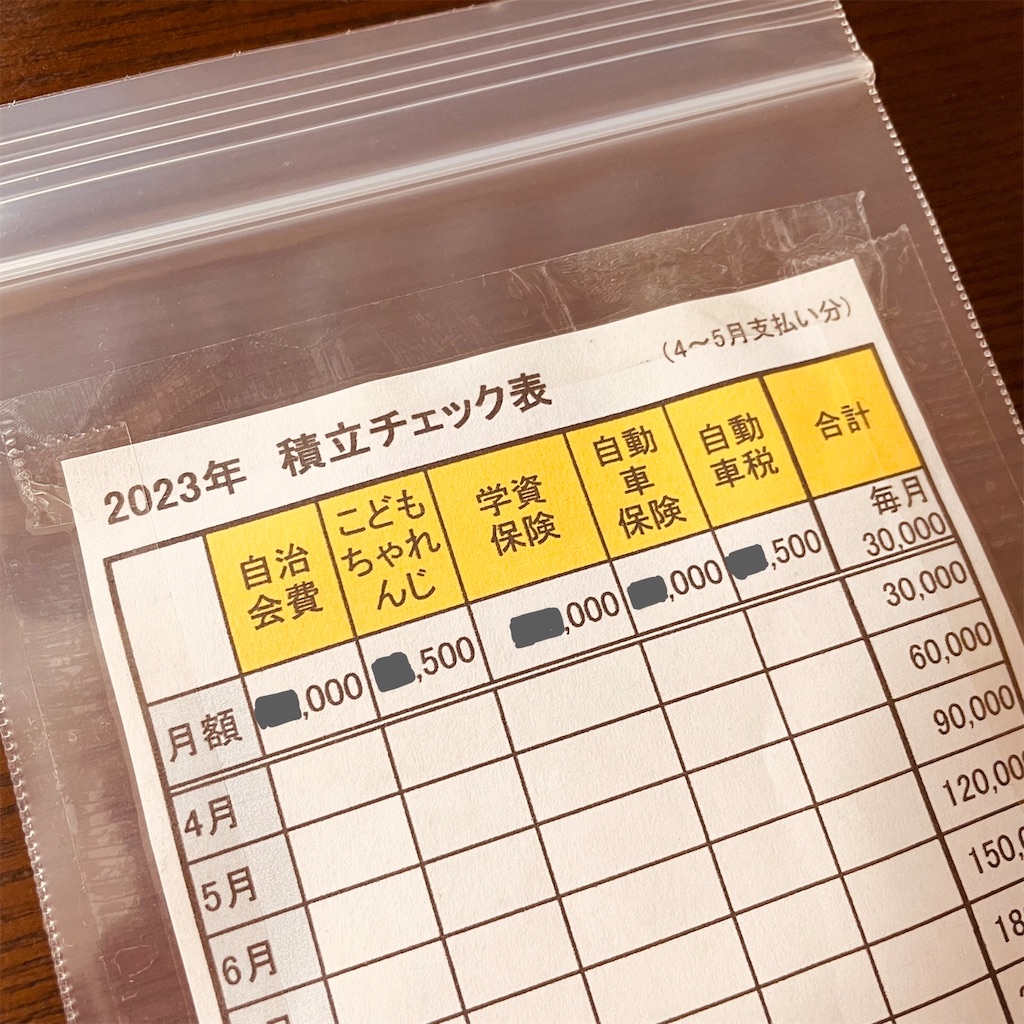 2023年 積立チェック表
(4〜5月支払い分)
自治
会費
こども
ちゃれ
んじ
学資
保険
自動
車
保険
自動
車税
合計
月額
,000
,500
,000
,000
,500
毎月
30,000
4月
30,000
5月
60,000
6月
90,000
120,000
150,